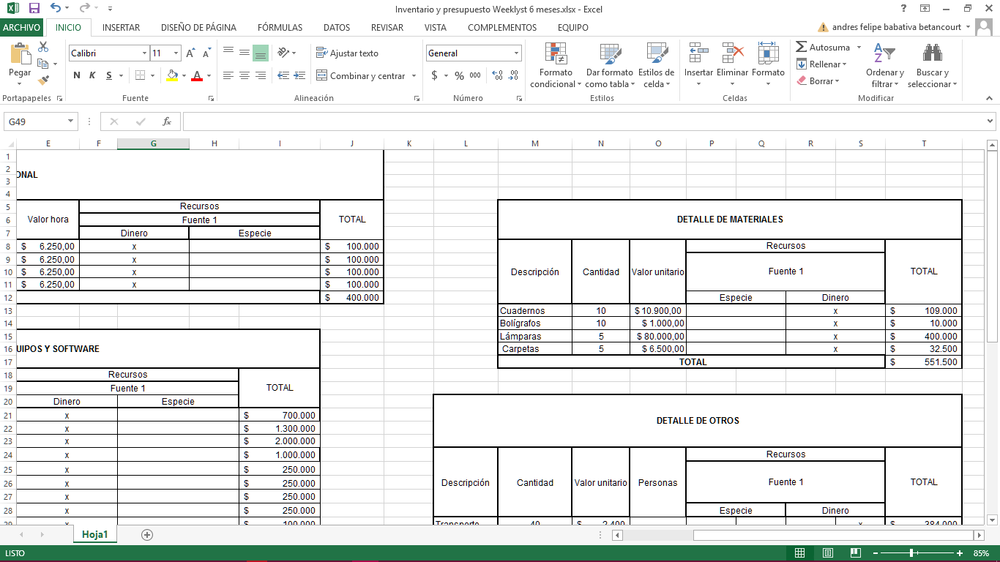 Inventario y presupuesto Weeklyst 6 meses.xlsx - Excel
ARCHIVO INICIO INSERTAR DISEÑO DE PÁGINA FÓRMULAS DATOS REVISAR VISTA COMPLEMENTOS EQUIPO andres felipe babativa betancourt
Pegar
Calibri 11
N K S
Ajustar texto
Combinar y centrar
General
$ % 000
Formato condicional
Dar formato como tabla
Estilos de celda
Insertar Eliminar Formato
Autosuma
Rellenar
Borrar
Ordenar y filtrar
Buscar y seleccionar
Portapapeles Fuente Alineación Número Estilos Celdas Modificar
G49 fx
E F G H I J K L M N O P Q R S T
1
2 ONAL
3
4
5 Recursos
6 Valor hora Fuente 1 TOTAL DETALLE DE MATERIALES
7 Dinero Especie
8 $ 6.250,00 x $ 100.000 Recursos
9 $ 6.250,00 x $ 100.000
10 $ 6.250,00 x $ 100.000 Descripción Cantidad Valor unitario Fuente 1 TOTAL
11 $ 6.250,00 x $ 100.000
12 $ 400.000 Especie Dinero
13 Cuadernos 10 $ 10.900,00 x $ 109.000
14 Bolígrafos 10 $ 1.000,00 x $ 10.000
15 Lámparas 5 $ 80.000,00 x $ 400.000
16 UIPOS Y SOFTWARE Carpetas 5 $ 6.500,00 x $ 32.500
17 TOTAL $ 551.500
18 Recursos
19 Fuente 1 TOTAL
20 Dinero Especie
21 x $ 700.000 DETALLE DE OTROS
22 x $ 1.300.000
23 x $ 2.000.000
24 x $ 1.000.000 Recursos
25 x $ 250.000
26 x $ 250.000 Descripción Cantidad Valor unitario Personas Fuente 1 TOTAL
27 x $ 250.000
28 x $ 250.000 Especie Dinero
29 x $ 100.000 Transporte 40 $ 2.400 x $ 384.000
Hoja1
LISTO 85%